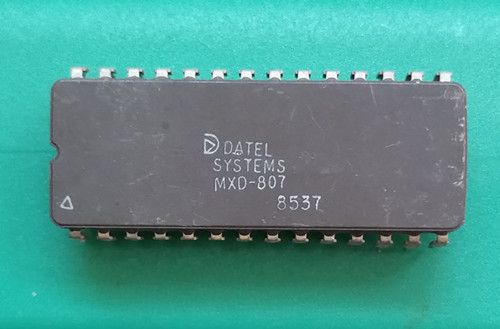 DATEL
SYSTEMS
MXD-807
8537